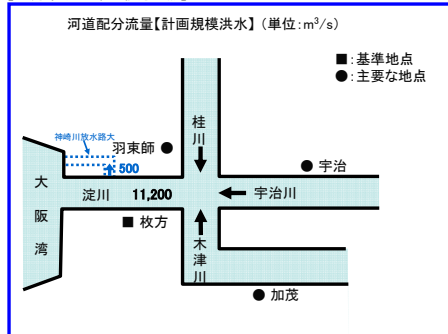 河道配分流量【計画規模洪水】(単位:m³/s)
■:基準地点
●:主要な地点
神崎川放水路大
羽束師 ●
桂川
500
● 宇治
大阪湾
淀川 11,200
宇治川
■ 枚方
木津川
● 加茂